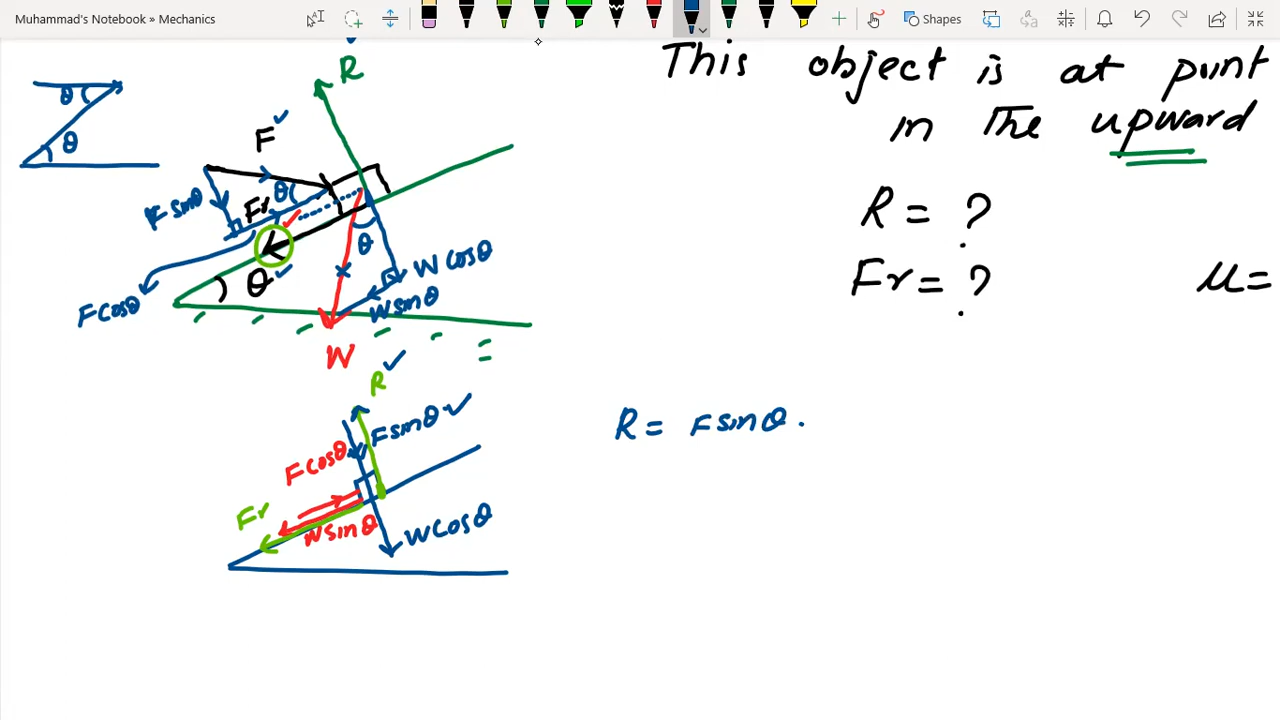 Muhammad's Notebook » Mechanics
Shapes
This object is at point
in the upward
R = ?
Fr = ?
μ =
θ
θ
R
F
F sinθ
Fr
θ
θ
θ
W cosθ
W sinθ
F cosθ
W
R
F sinθ
F cosθ
Fr
W sinθ
W cosθ
R = F sinθ .